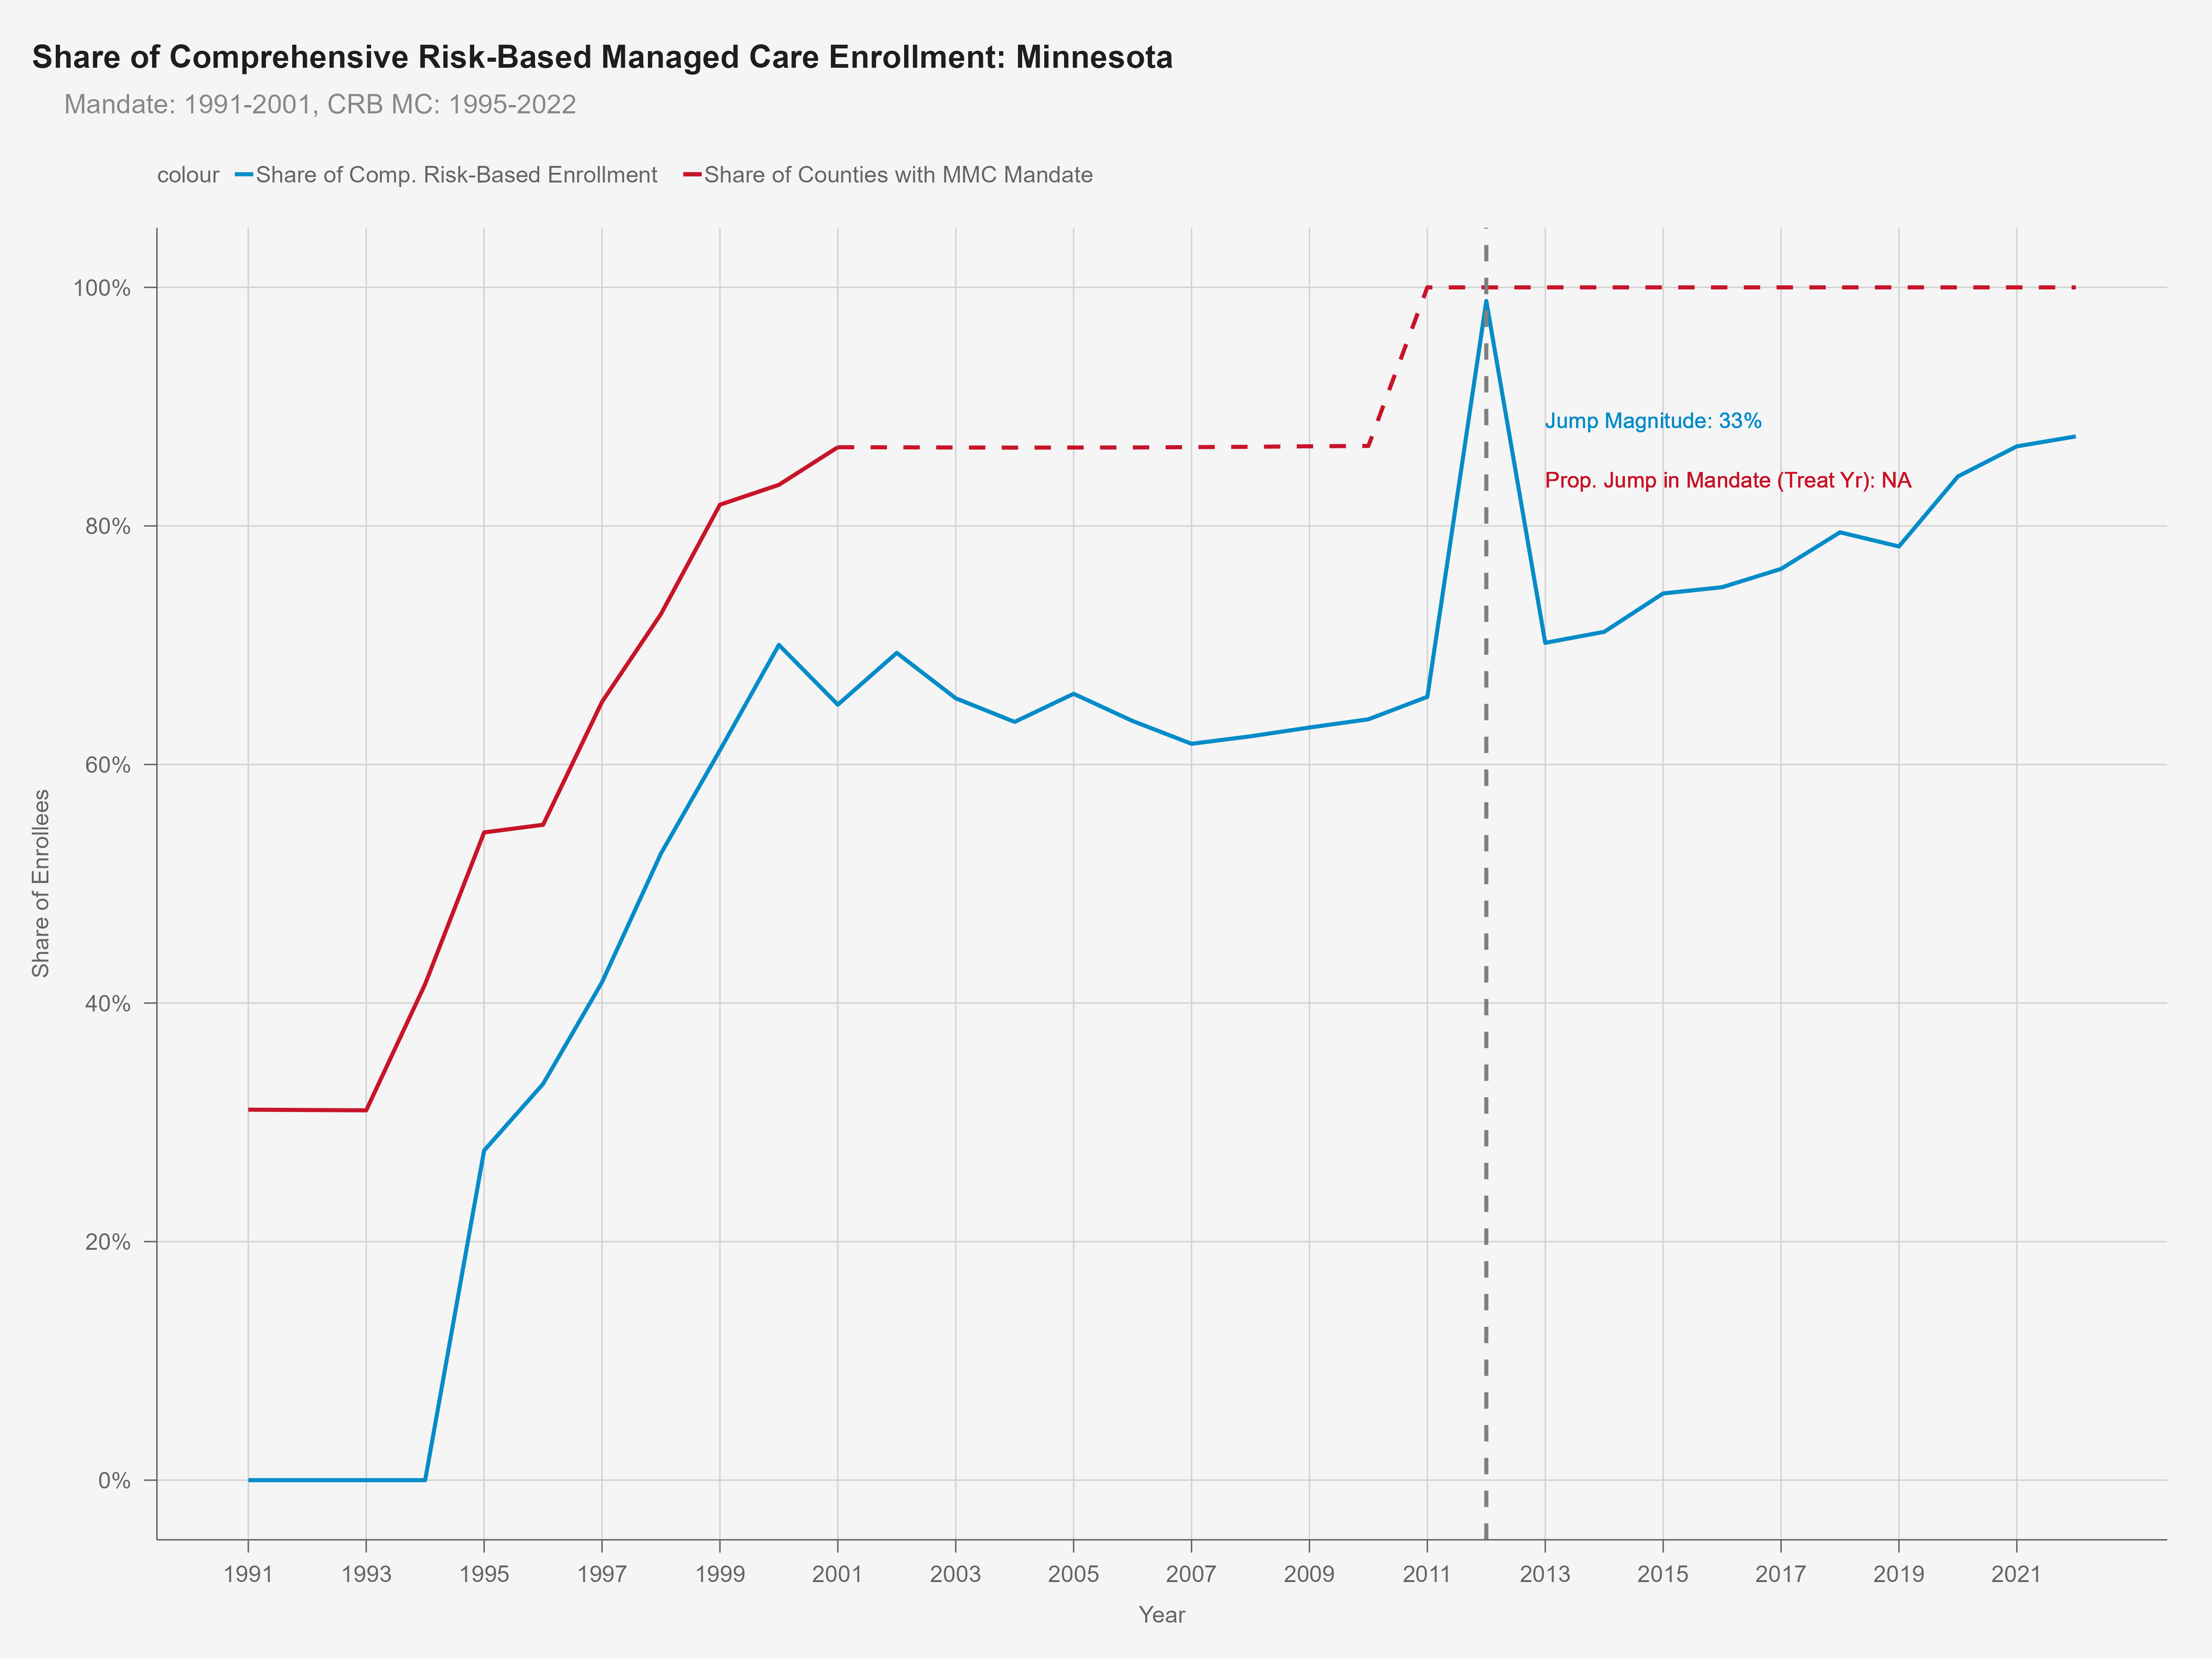 Share of Comprehensive Risk-Based Managed Care Enrollment: Minnesota
Mandate: 1991-2001, CRB MC: 1995-2022
colour Share of Comp. Risk-Based Enrollment Share of Counties with MMC Mandate
100%
80%
60%
40%
20%
0%
Share of Enrollees
Jump Magnitude: 33%
Prop. Jump in Mandate (Treat Yr): NA
1991 1993 1995 1997 1999 2001 2003 2005 2007 2009 2011 2013 2015 2017 2019 2021
Year